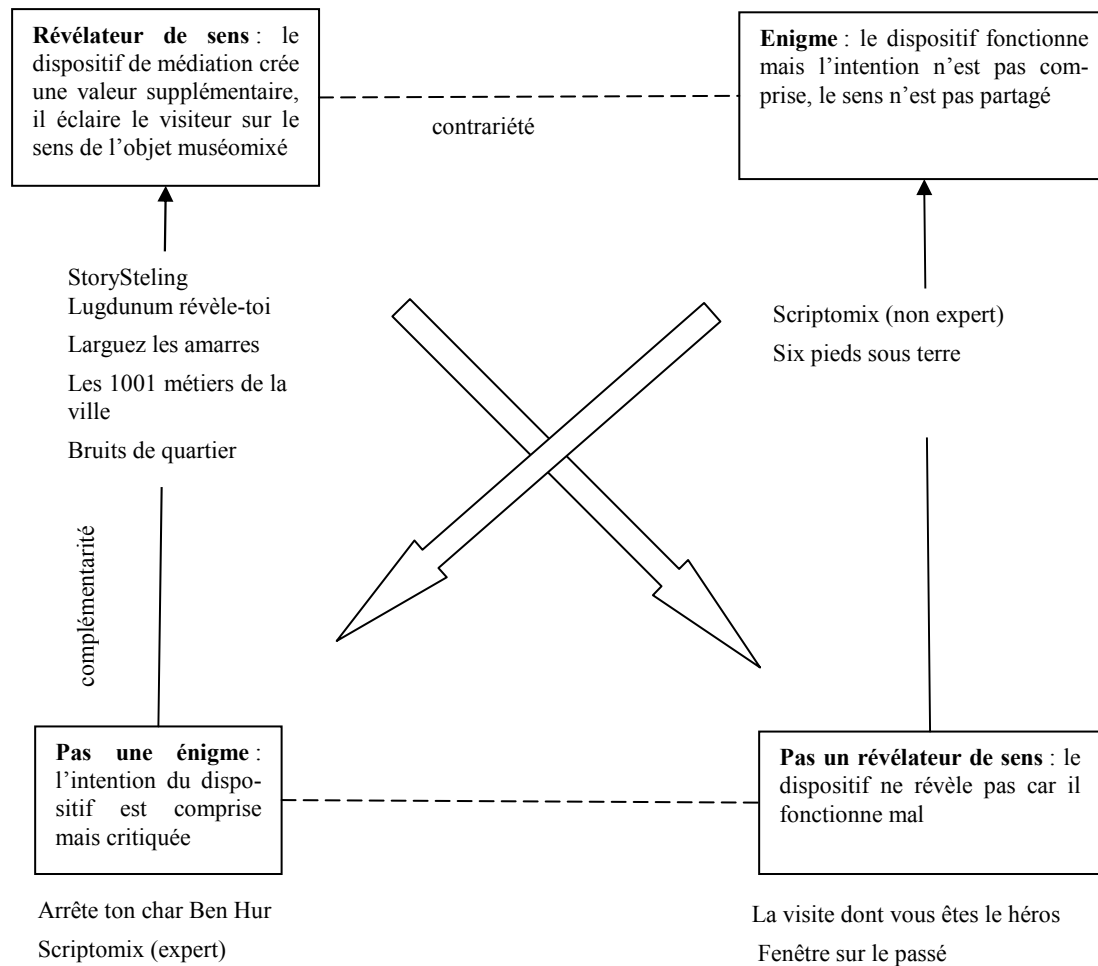 Révélateur de sens : le
dispositif de médiation crée
une valeur supplémentaire,
il éclaire le visiteur sur le
sens de l'objet muséomixé
Enigme : le dispositif fonctionne
mais l'intention n'est pas com-
prise, le sens n'est pas partagé
contrariété
StorySteling
Lugdunum révèle-toi
Larguez les amarres
Les 1001 métiers de la
ville
Bruits de quartier
Scriptomix (non expert)
Six pieds sous terre
complémentarité
Pas une énigme :
l'intention du dispo-
sitif est comprise
mais critiquée
Pas un révélateur de sens : le
dispositif ne révèle pas car il
fonctionne mal
Arrête ton char Ben Hur
Scriptomix (expert)
La visite dont vous êtes le héros
Fenêtre sur le passé